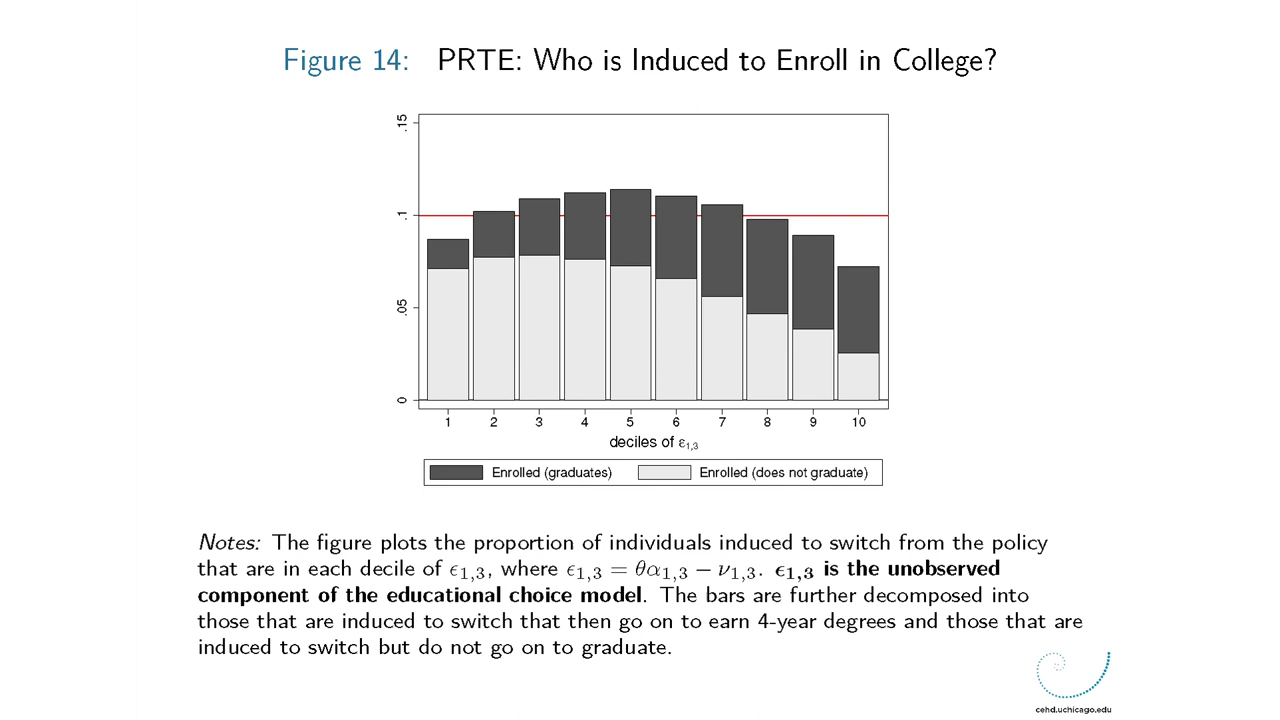 Figure 14: PRTE: Who is Induced to Enroll in College?
.15
.1
.05
0
1 2 3 4 5 6 7 8 9 10
deciles of ε1,3
Enrolled (graduates) Enrolled (does not graduate)
Notes: The figure plots the proportion of individuals induced to switch from the policy
that are in each decile of ϵ1,3, where ϵ1,3 = θα1,3 − ν1,3. ϵ1,3 is the unobserved
component of the educational choice model. The bars are further decomposed into
those that are induced to switch that then go on to earn 4-year degrees and those that are
induced to switch but do not go on to graduate.
cehd.uchicago.edu